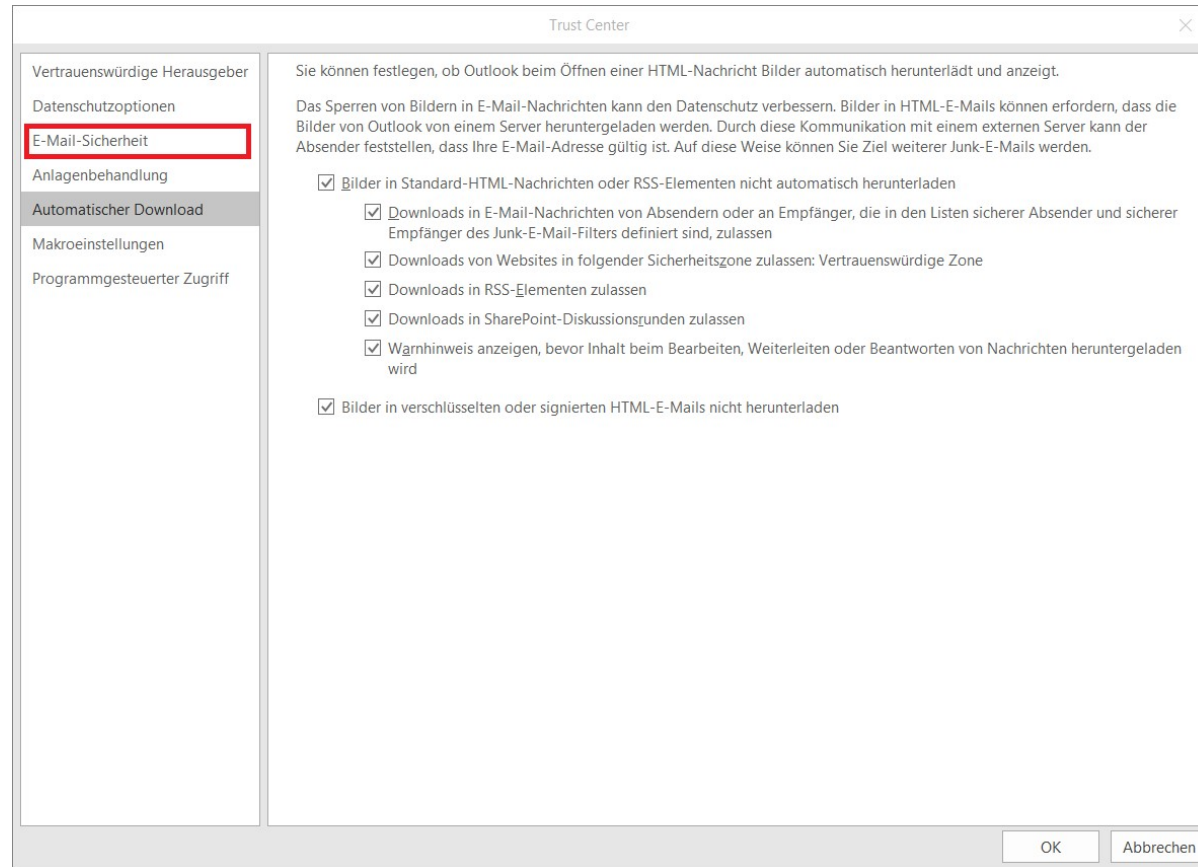 Trust Center
Vertrauenswürdige Herausgeber
Datenschutzoptionen
E-Mail-Sicherheit
Anlagenbehandlung
Automatischer Download
Makroeinstellungen
Programmgesteuerter Zugriff
Sie können festlegen, ob Outlook beim Öffnen einer HTML-Nachricht Bilder automatisch herunterlädt und anzeigt.
Das Sperren von Bildern in E-Mail-Nachrichten kann den Datenschutz verbessern. Bilder in HTML-E-Mails können erfordern, dass die
Bilder von Outlook von einem Server heruntergeladen werden. Durch diese Kommunikation mit einem externen Server kann der
Absender feststellen, dass Ihre E-Mail-Adresse gültig ist. Auf diese Weise können Sie Ziel weiterer Junk-E-Mails werden.
Bilder in Standard-HTML-Nachrichten oder RSS-Elementen nicht automatisch herunterladen
Downloads in E-Mail-Nachrichten von Absendern oder an Empfänger, die in den Listen sicherer Absender und sicherer
Empfänger des Junk-E-Mail-Filters definiert sind, zulassen
Downloads von Websites in folgender Sicherheitszone zulassen: Vertrauenswürdige Zone
Downloads in RSS-Elementen zulassen
Downloads in SharePoint-Diskussionsrunden zulassen
Warnhinweis anzeigen, bevor Inhalt beim Bearbeiten, Weiterleiten oder Beantworten von Nachrichten heruntergeladen
wird
Bilder in verschlüsselten oder signierten HTML-E-Mails nicht herunterladen
OK
Abbrechen